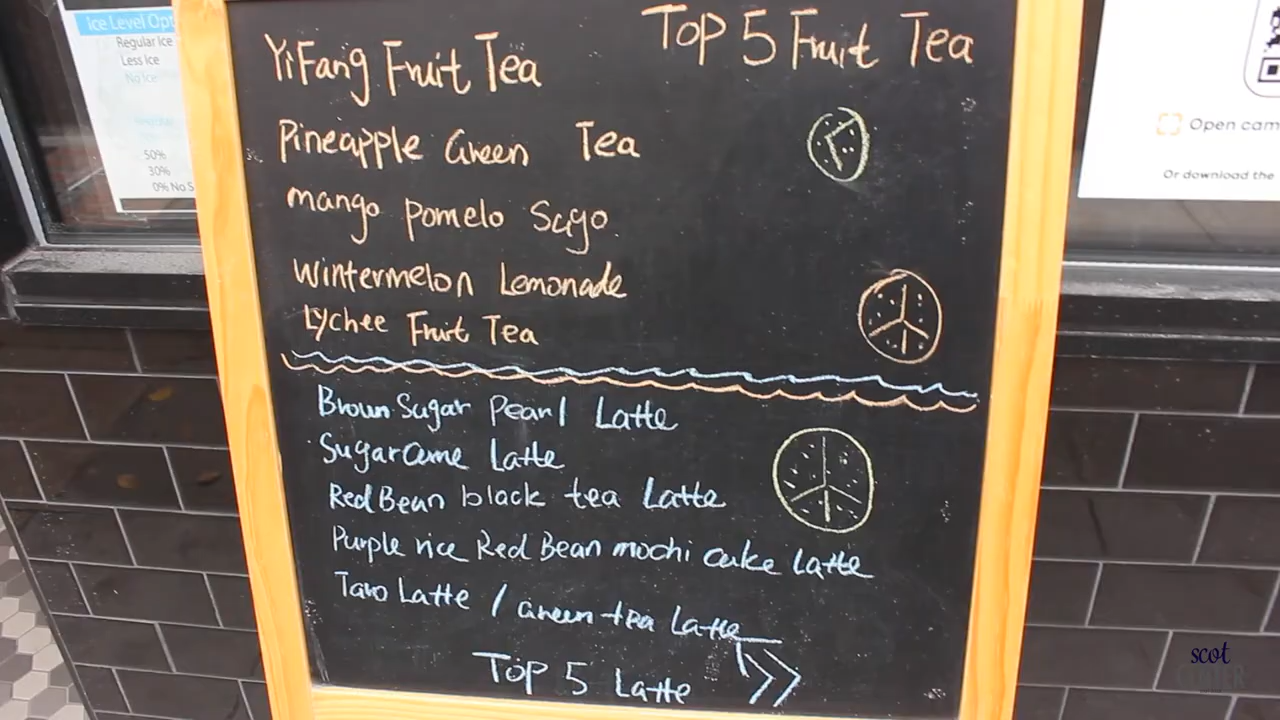 Ice Level Opt
Regular Ice
Less Ice
No Ice
50%
30%
0% No S
Top 5 Fruit Tea
YiFang Fruit Tea
Pineapple Green Tea
mango pomelo Sago
Wintermelon Lemonade
Lychee Fruit Tea
Brown Sugar Pearl Latte
Sugarcane Latte
Red Bean black tea Latte
Purple rice Red Bean mochi cake Latte
Taro Latte / Green tea Latte
Top 5 Latte
Open cam
Or download the
scot